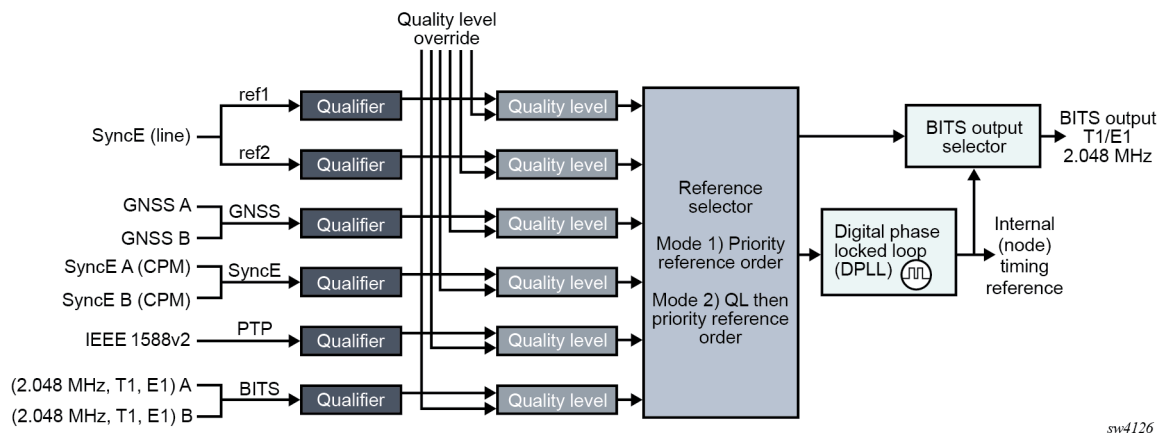 Quality level
override
SyncE (line)
ref1
Qualifier
Quality level
ref2
Qualifier
Quality level
GNSS A
GNSS B
GNSS
Qualifier
Quality level
SyncE A (CPM)
SyncE B (CPM)
SyncE
Qualifier
Quality level
IEEE 1588v2
PTP
Qualifier
Quality level
(2.048 MHz, T1, E1) A
(2.048 MHz, T1, E1) B
BITS
Qualifier
Quality level
Reference
selector
Mode 1) Priority
reference order
Mode 2) QL then
priority reference
order
BITS output
selector
BITS output
T1/E1
2.048 MHz
Digital phase
locked loop
(DPLL)
Internal
(node)
timing
reference
sw4126